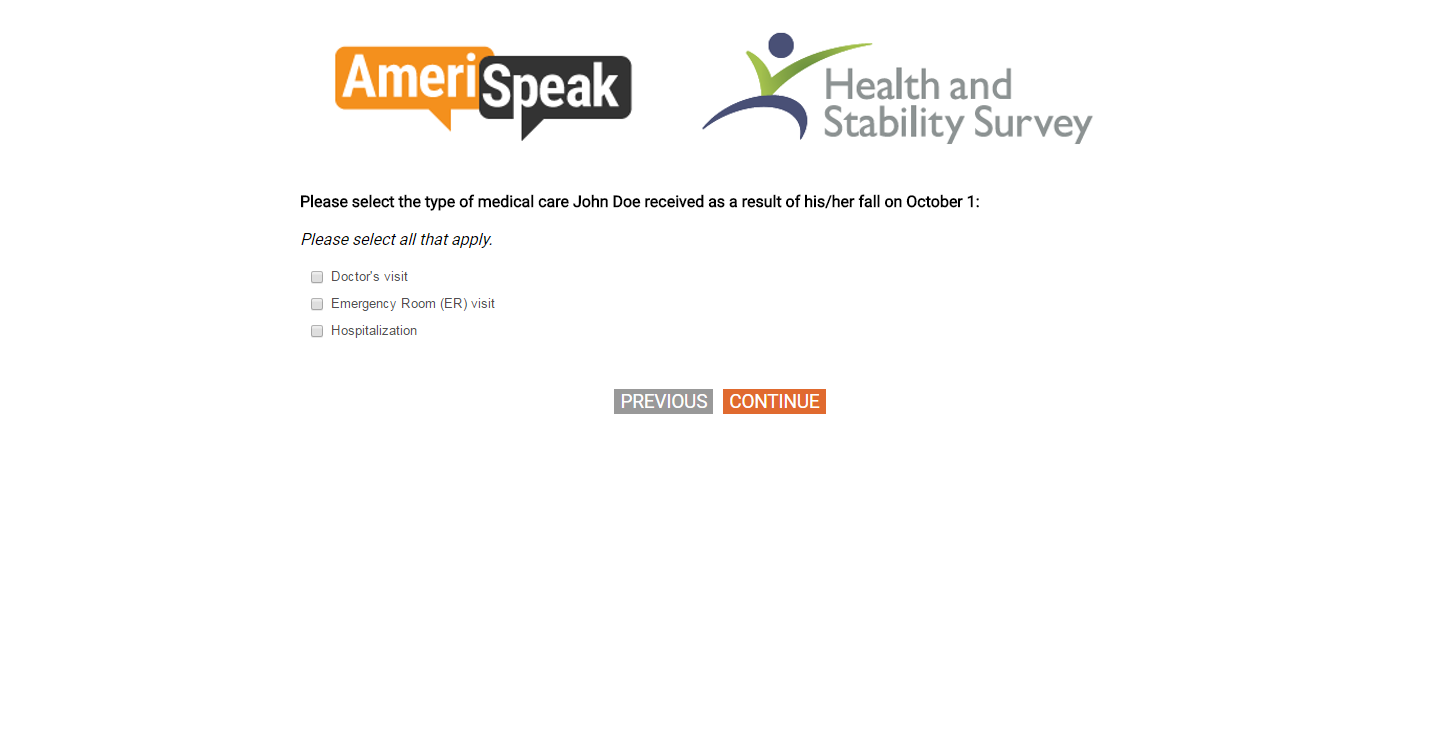 AmeriSpeak
Health and
Stability Survey
Please select the type of medical care John Doe received as a result of his/her fall on October 1:
Please select all that apply.
Doctor's visit
Emergency Room (ER) visit
Hospitalization
PREVIOUS CONTINUE